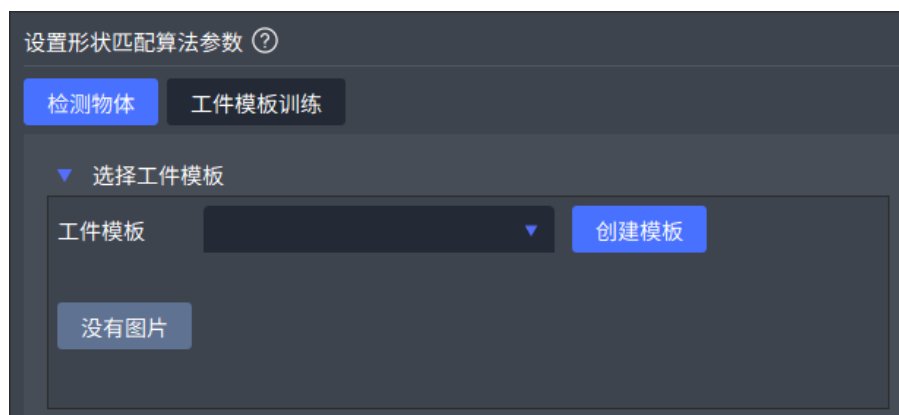 设置形状匹配算法参数 ?
检测物体 工件模板训练
选择工件模板
工件模板 创建模板
没有图片